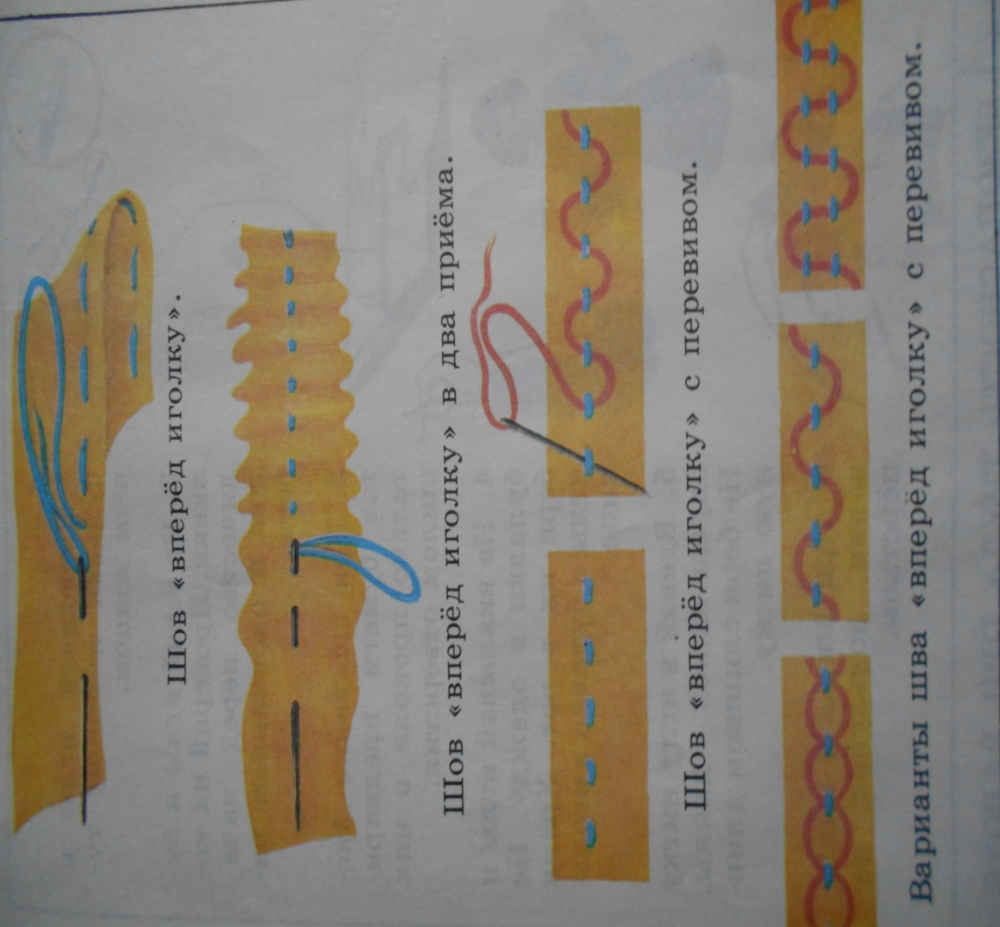 Шов «вперёд иголку».
Шов «вперёд иголку» в два приёма.
Шов «вперёд иголку» с перевивом.
Варианты шва «вперёд иголку» с перевивом.